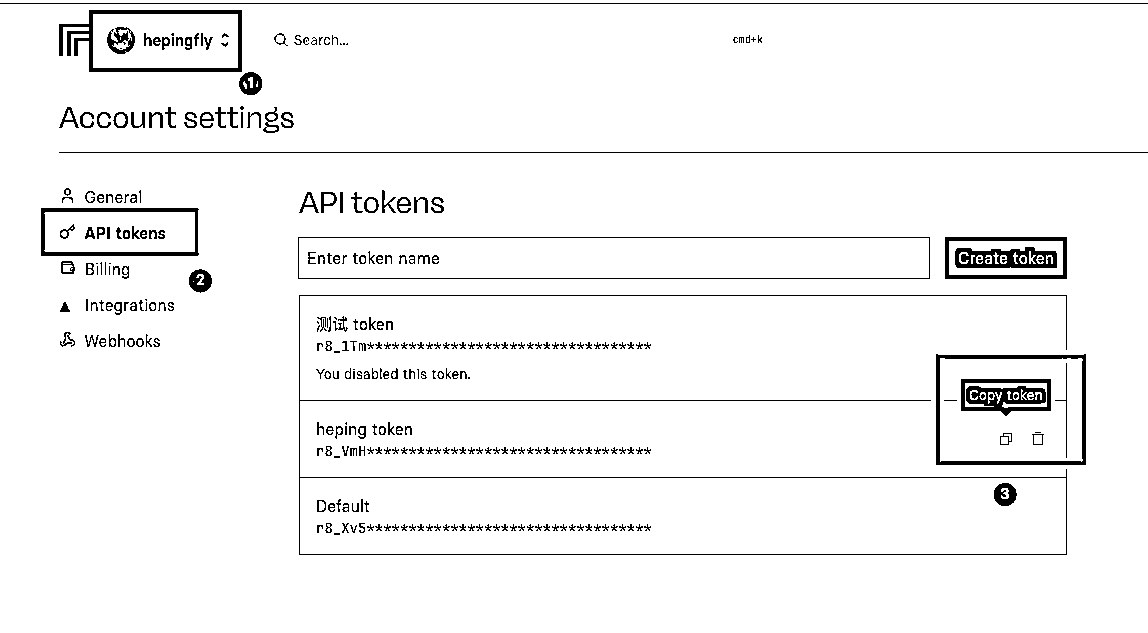 hepingfly
Search...
cmd+k
1
Account settings
General
API tokens
Billing
2
Integrations
Webhooks
API tokens
Enter token name
Create token
测试 token
r8_1Tm**********************************
You disabled this token.
Copy token
heping token
r8_VmH**********************************
3
Default
r8_Xv5**********************************